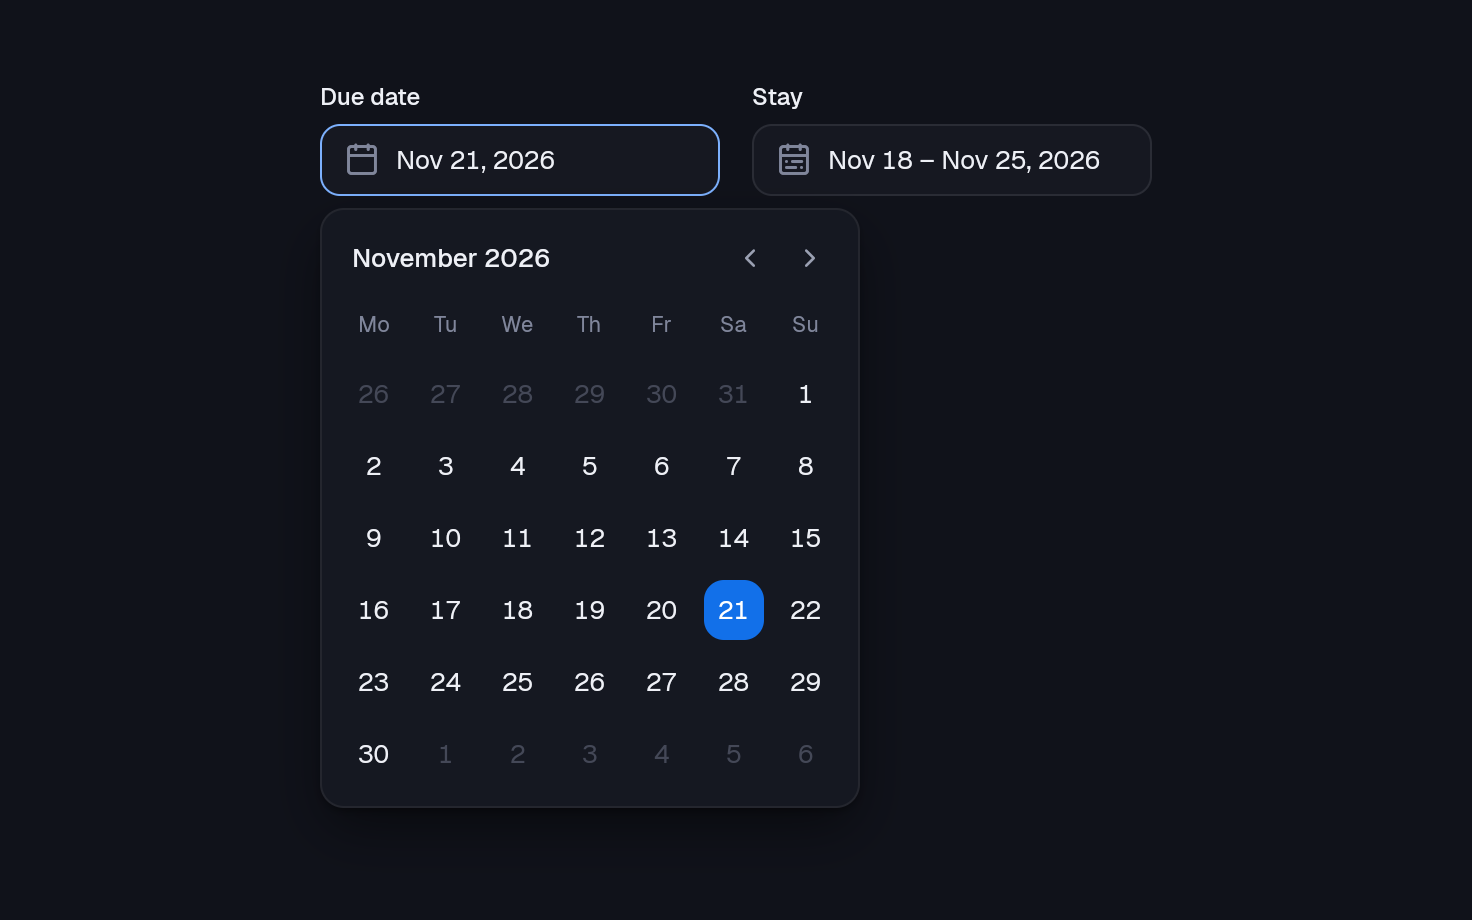 Due date
Stay
Nov 21, 2026
Nov 18 – Nov 25, 2026
November 2026
Mo Tu We Th Fr Sa Su
26 27 28 29 30 31 1
2 3 4 5 6 7 8
9 10 11 12 13 14 15
16 17 18 19 20 21 22
23 24 25 26 27 28 29
30 1 2 3 4 5 6